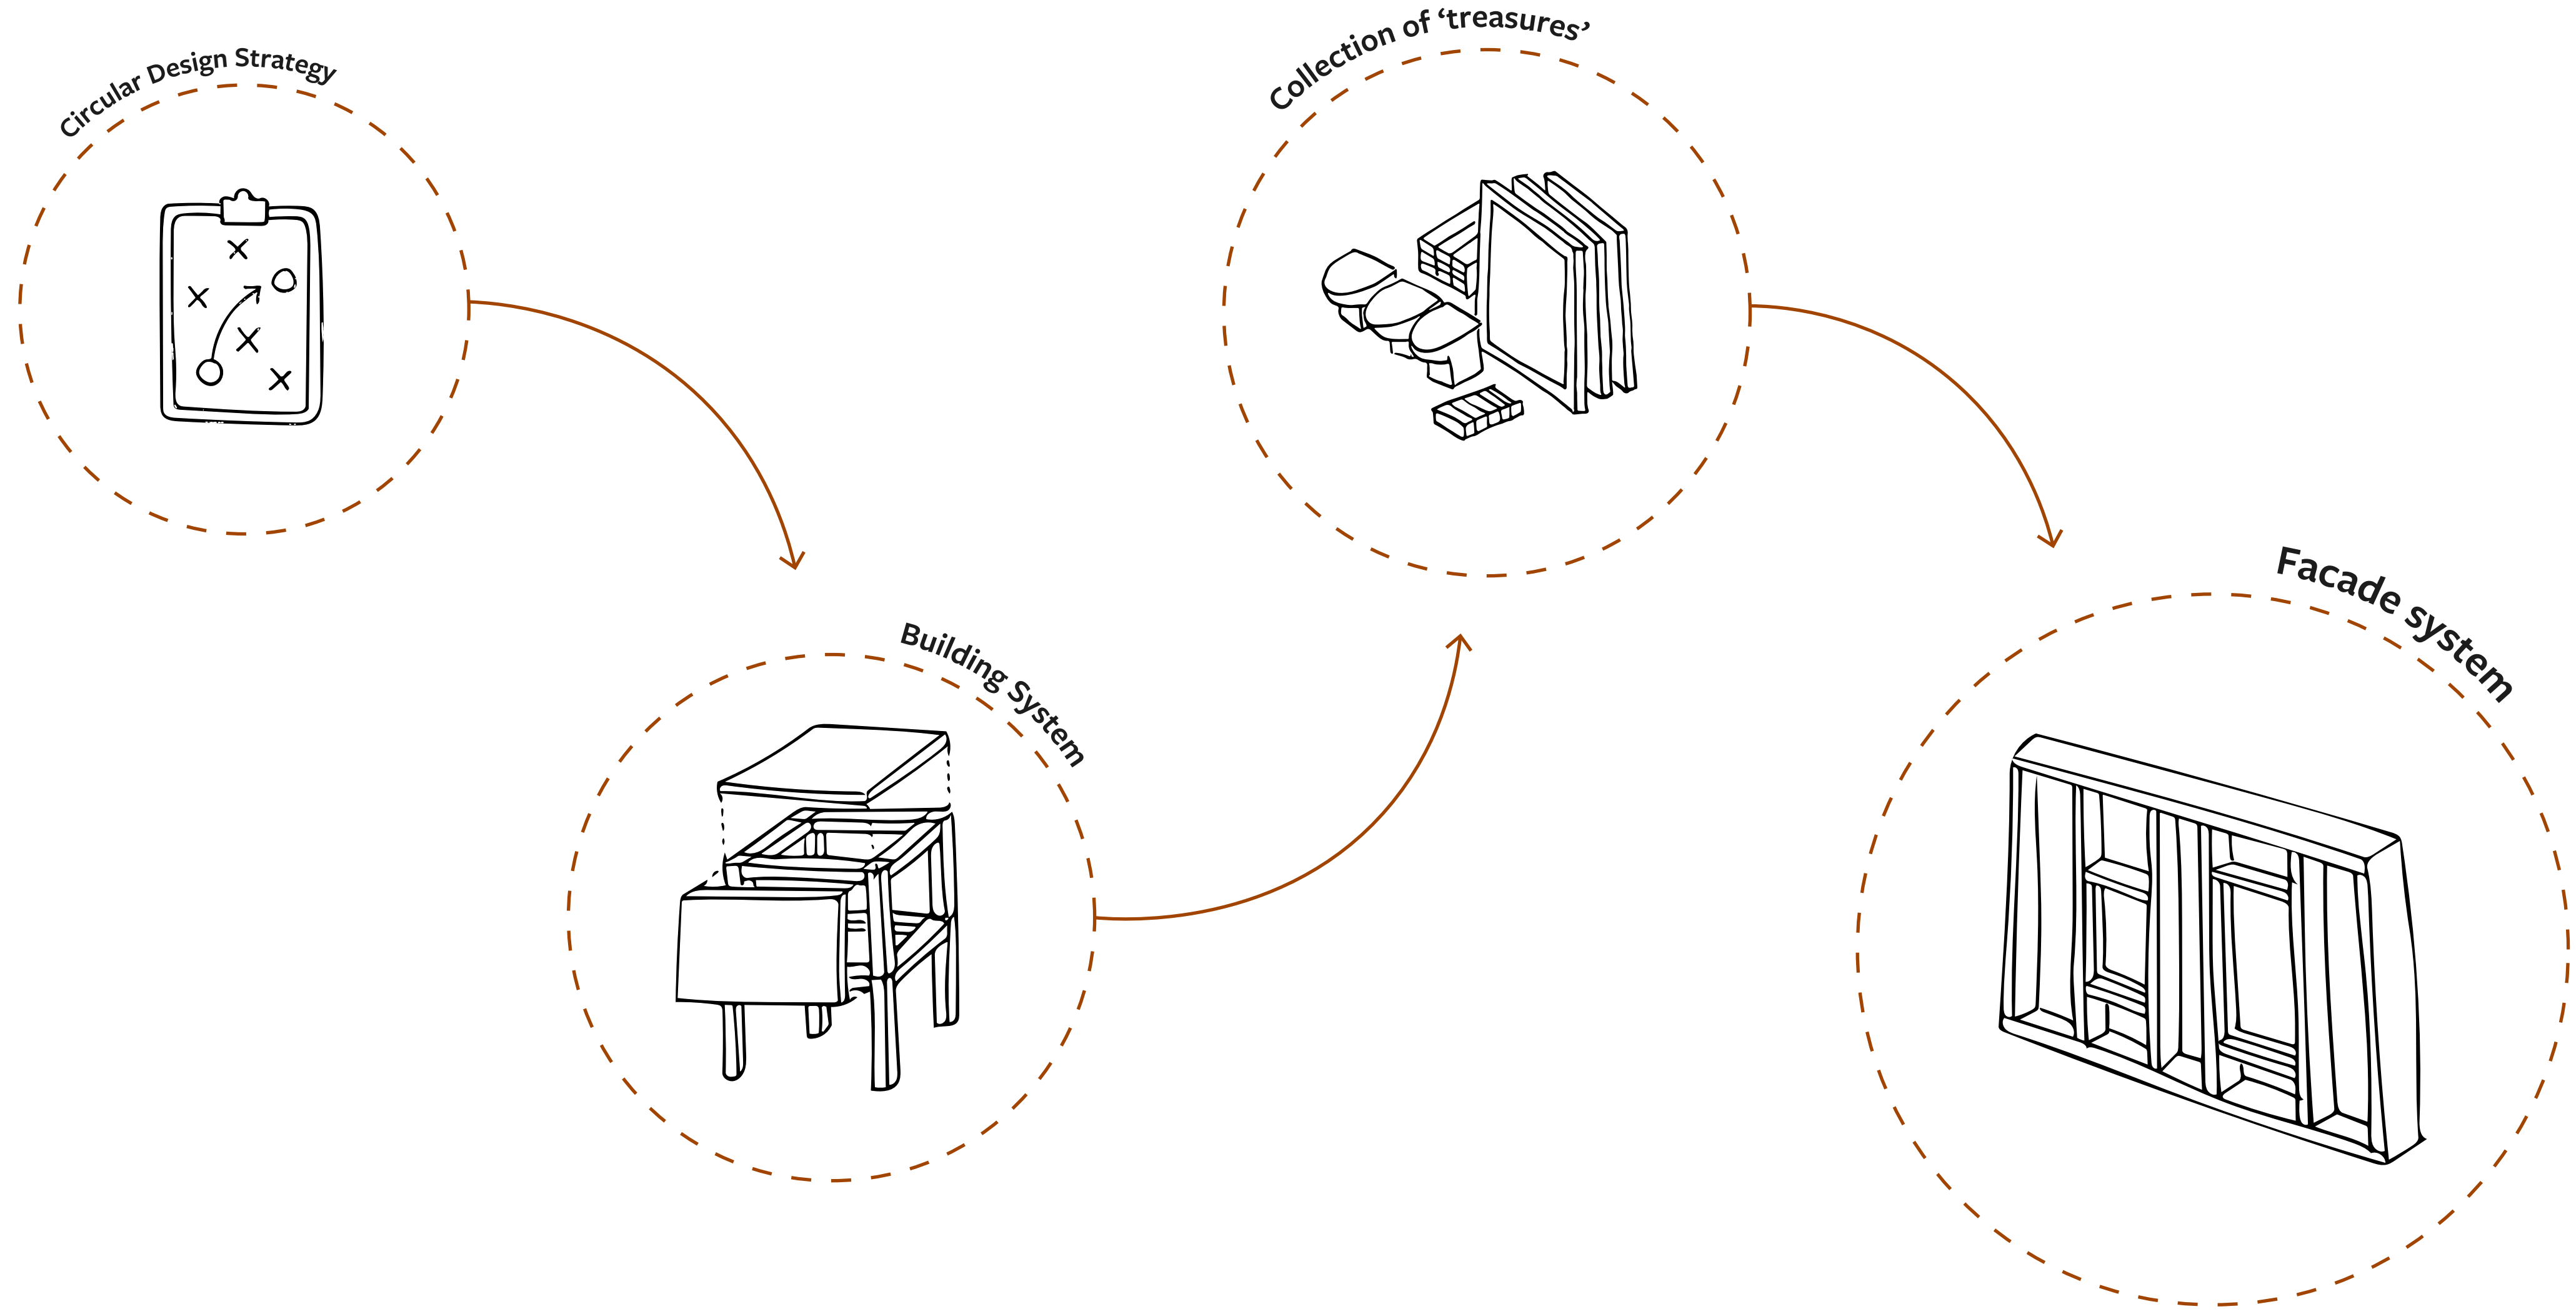 Circular Design Strategy
Building System
Collection of ‘treasures’
Facade system